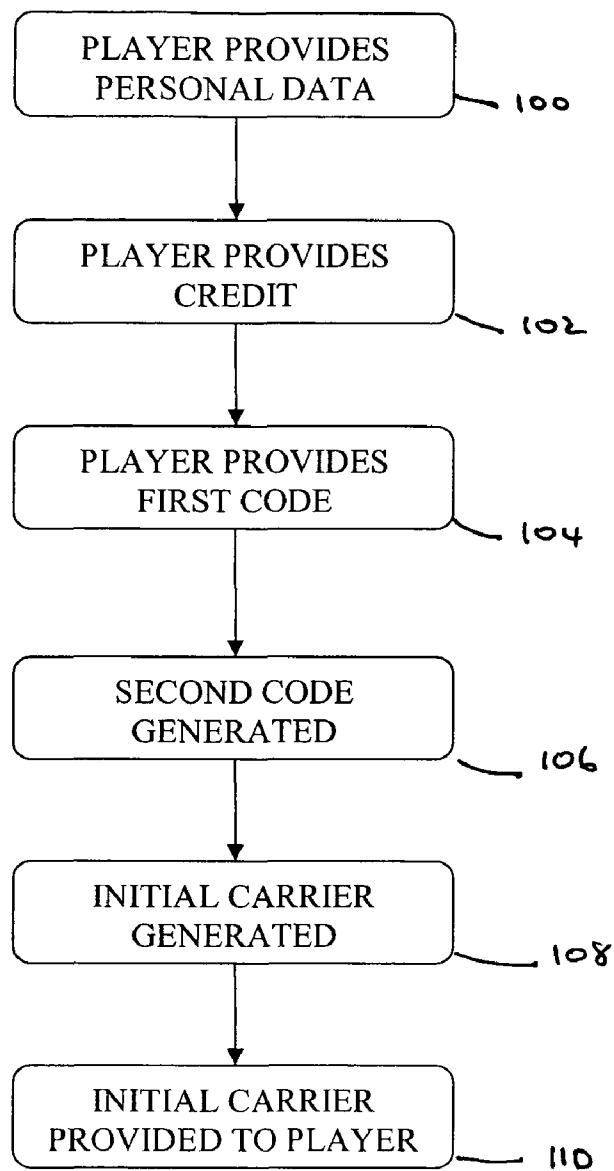 PLAYER PROVIDES
PERSONAL DATA
100
PLAYER PROVIDES
CREDIT
102
PLAYER PROVIDES
FIRST CODE
104
SECOND CODE
GENERATED
106
INITIAL CARRIER
GENERATED
108
INITIAL CARRIER
PROVIDED TO PLAYER
110